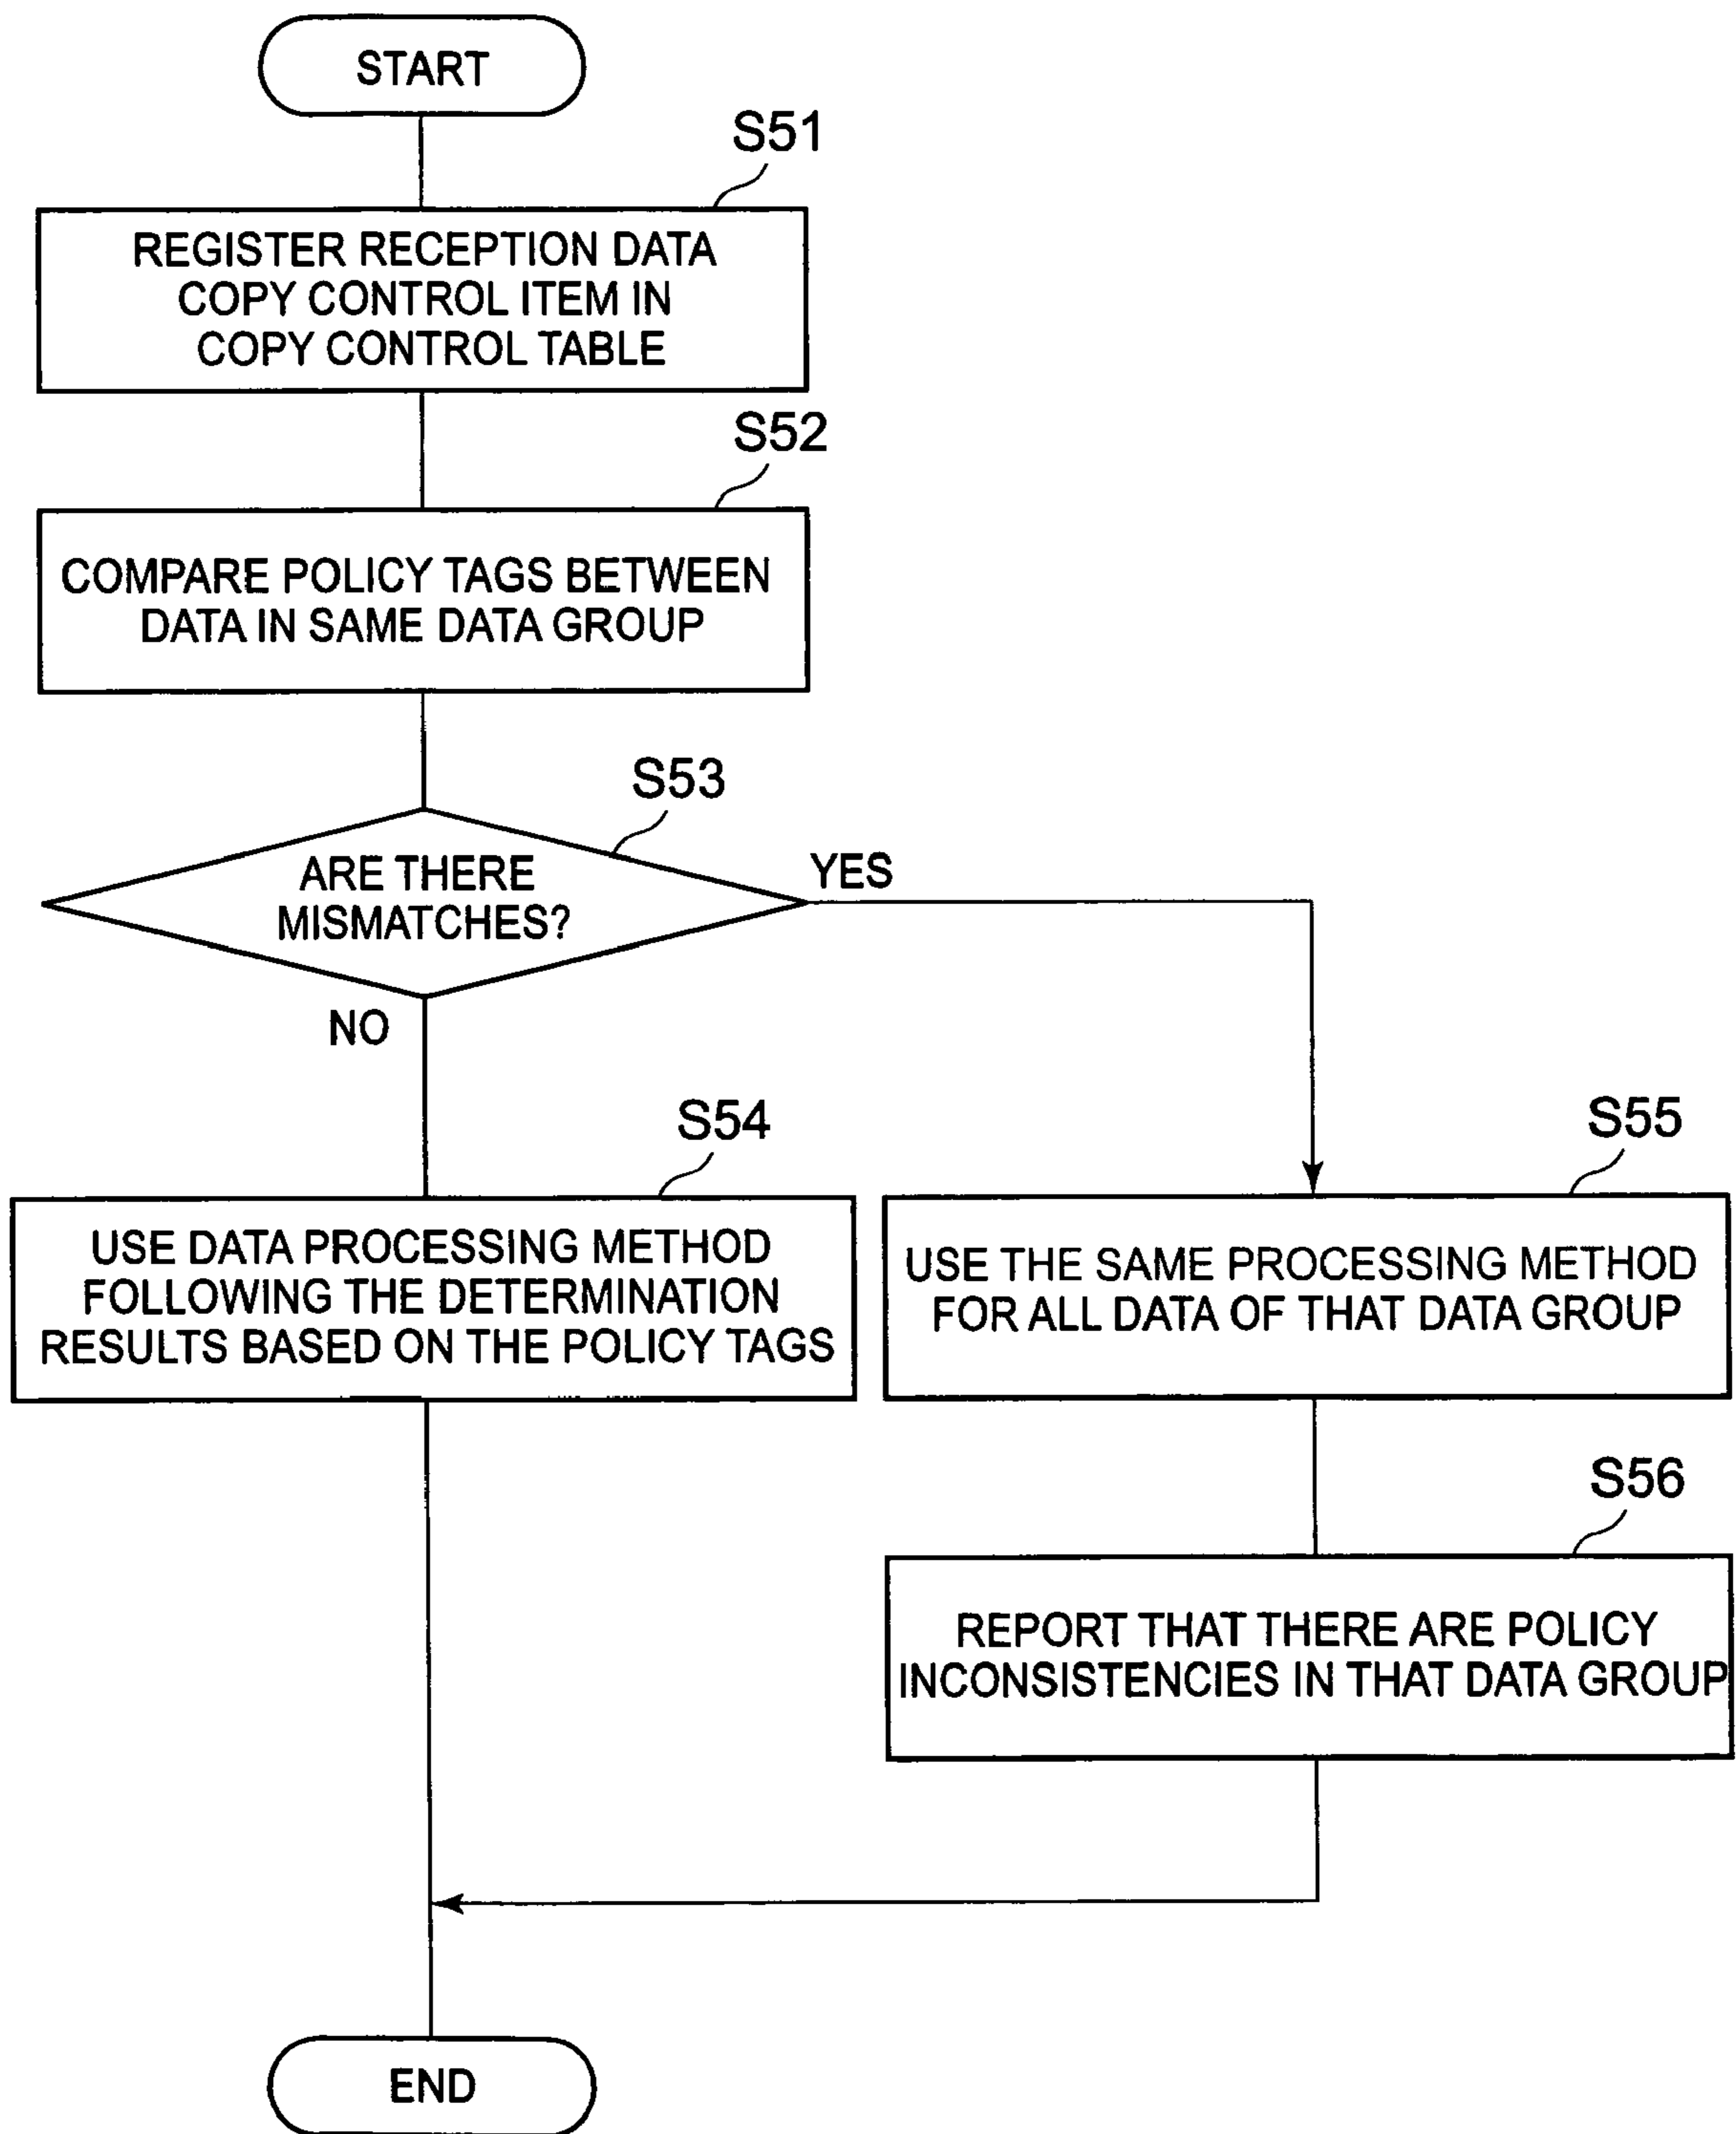 START
S51
REGISTER RECEPTION DATA
COPY CONTROL ITEM IN
COPY CONTROL TABLE
S52
COMPARE POLICY TAGS BETWEEN
DATA IN SAME DATA GROUP
S53
ARE THERE
MISMATCHES?
YES
NO
S54
USE DATA PROCESSING METHOD
FOLLOWING THE DETERMINATION
RESULTS BASED ON THE POLICY TAGS
S55
USE THE SAME PROCESSING METHOD
FOR ALL DATA OF THAT DATA GROUP
S56
REPORT THAT THERE ARE POLICY
INCONSISTENCIES IN THAT DATA GROUP
END